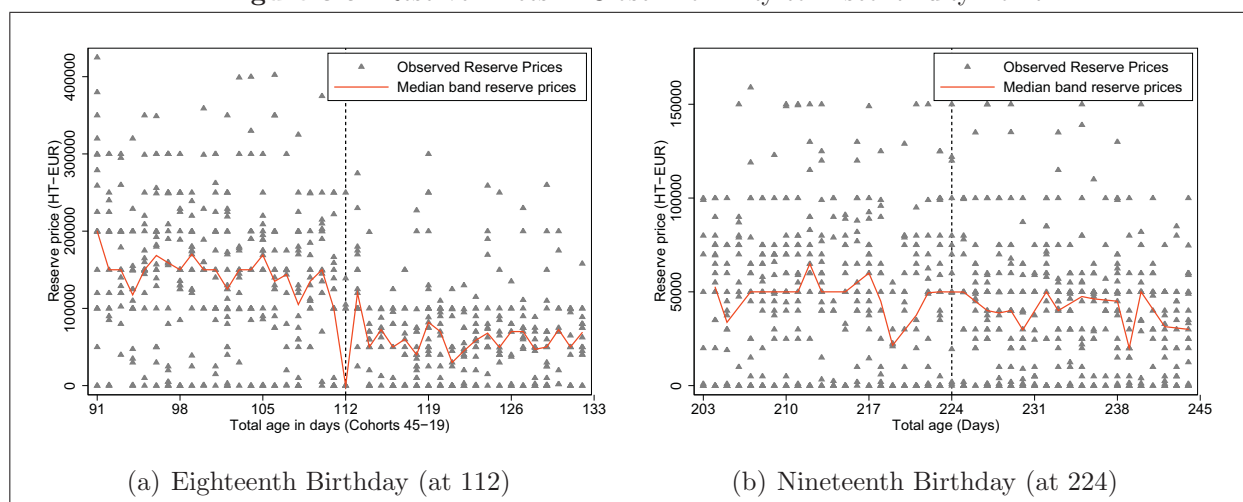 Observed Reserve Prices
Median band reserve prices
Reserve price (HT−EUR)
400000
300000
200000
100000
0
91 98 105 112 119 126 133
Total age in days (Cohorts 45−19)
(a) Eighteenth Birthday (at 112)
Observed Reserve Prices
Median band reserve prices
Reserve price (HT−EUR)
150000
100000
50000
0
203 210 217 224 231 238 245
Total age (Days)
(b) Nineteenth Birthday (at 224)